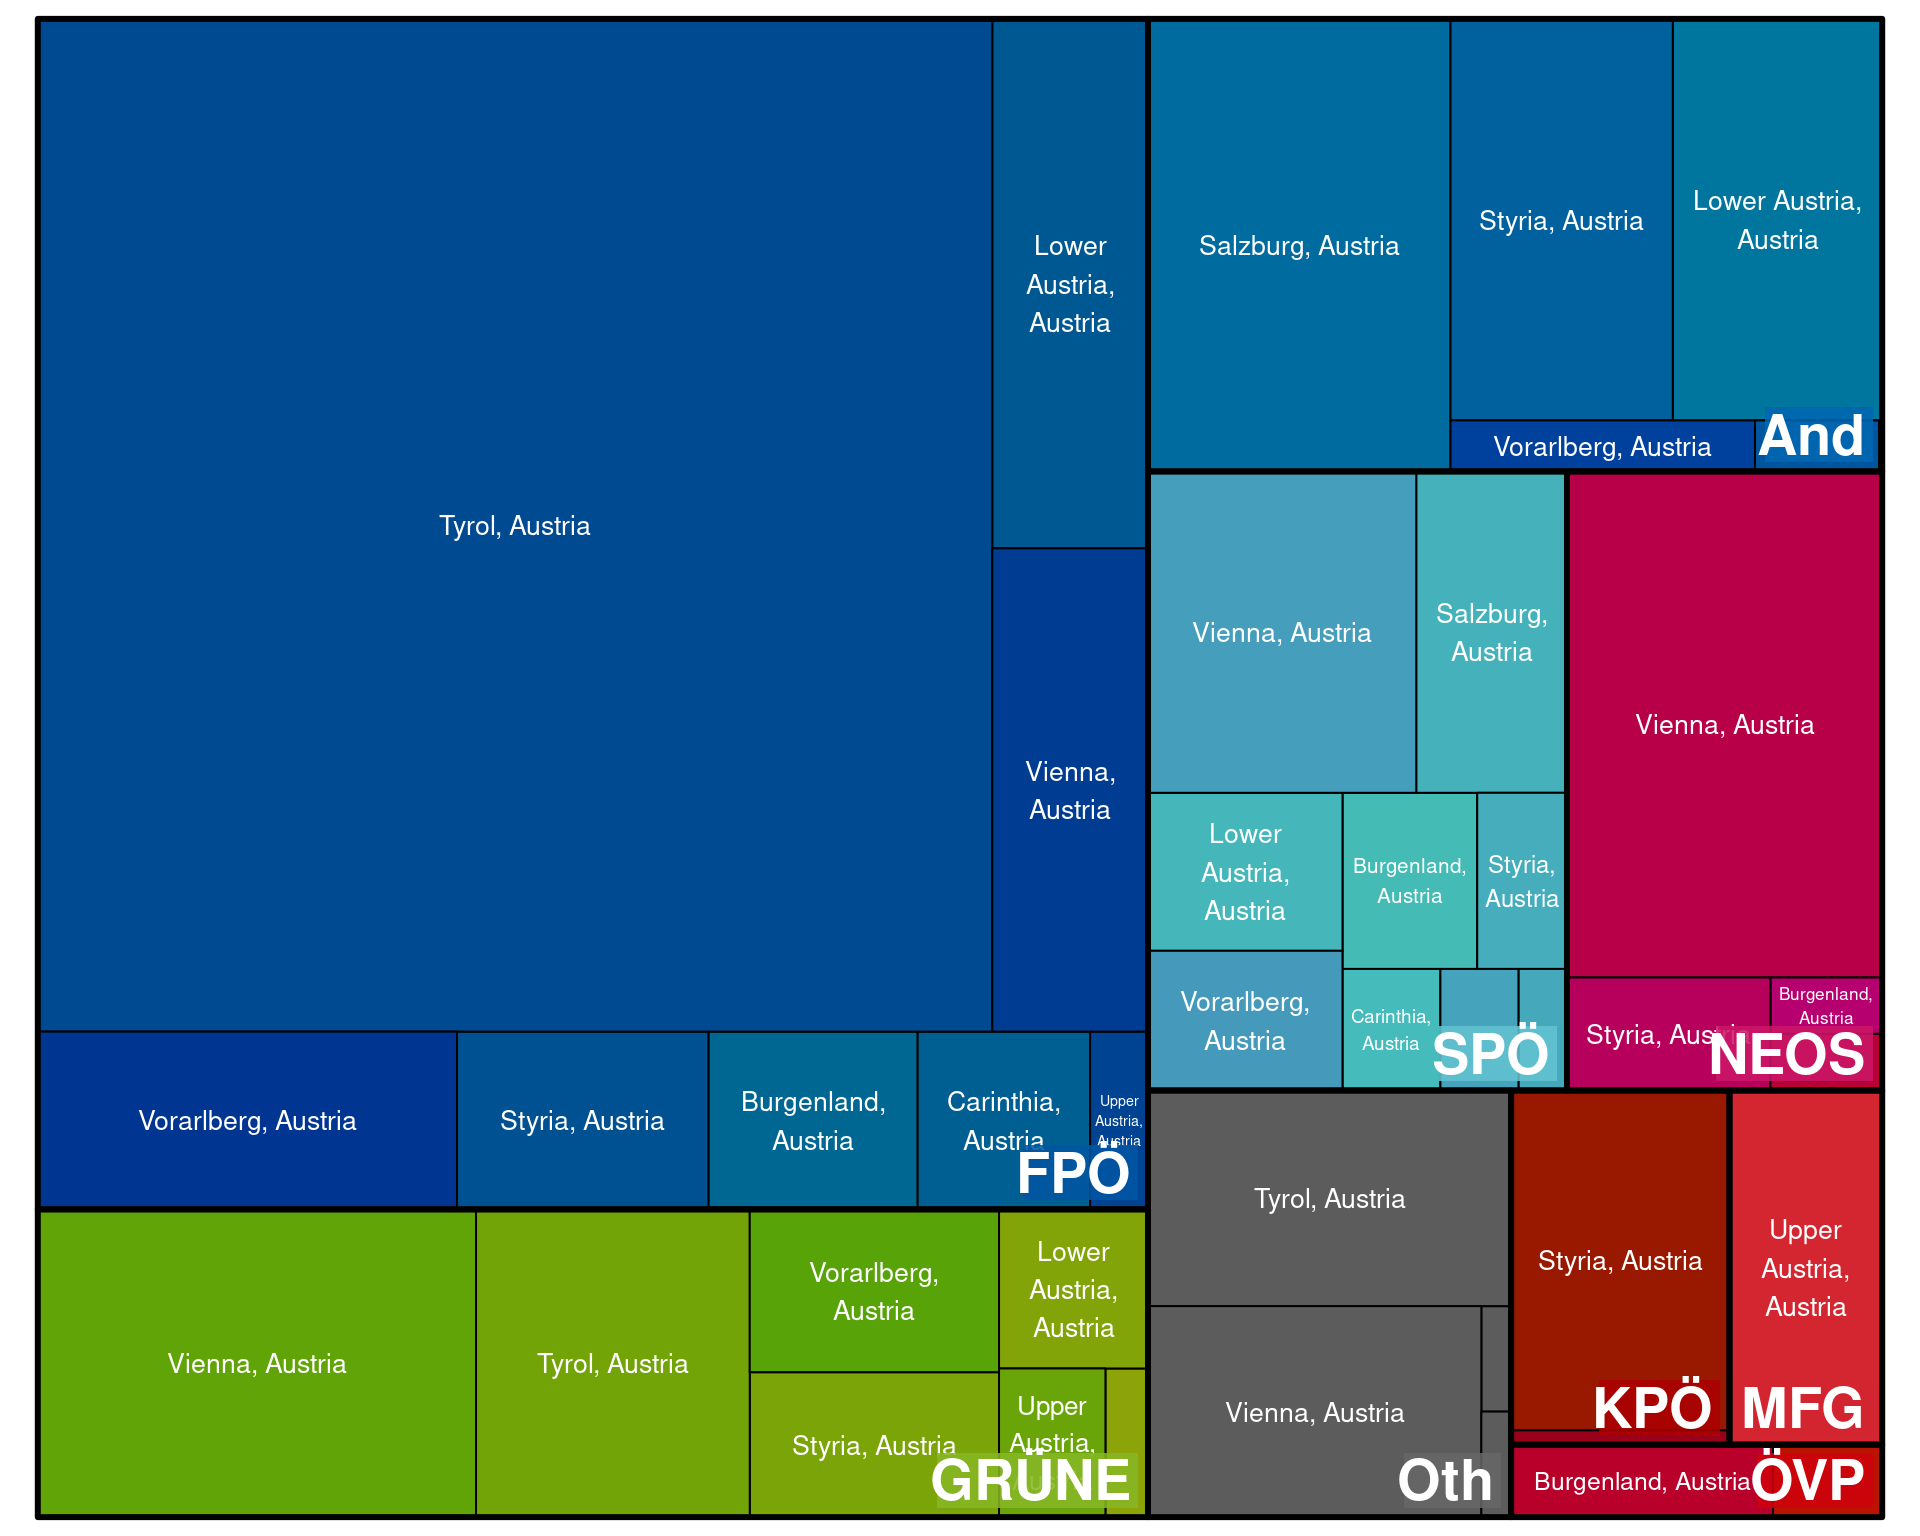 Tyrol, Austria
Lower
Austria,
Austria
Vienna,
Austria
Vorarlberg, Austria
Styria, Austria
Burgenland,
Austria
Carinthia,
Austria
Upper
Austria,
Austria
FPÖ
Vienna, Austria
Tyrol, Austria
Vorarlberg,
Austria
Styria, Austria
Lower
Austria,
Austria
Upper
Austria,
GRÜNE
Salzburg, Austria
Styria, Austria
Lower Austria,
Austria
Vorarlberg, Austria
And
Vienna, Austria
Salzburg,
Austria
Lower
Austria,
Austria
Burgenland,
Austria
Styria,
Austria
Vorarlberg,
Austria
Carinthia,
Austria
SPÖ
Vienna, Austria
Styria, Austria
Burgenland,
Austria
NEOS
Tyrol, Austria
Vienna, Austria
Oth
Styria, Austria
KPÖ
Upper
Austria,
Austria
MFG
Burgenland, Austria
ÖVP